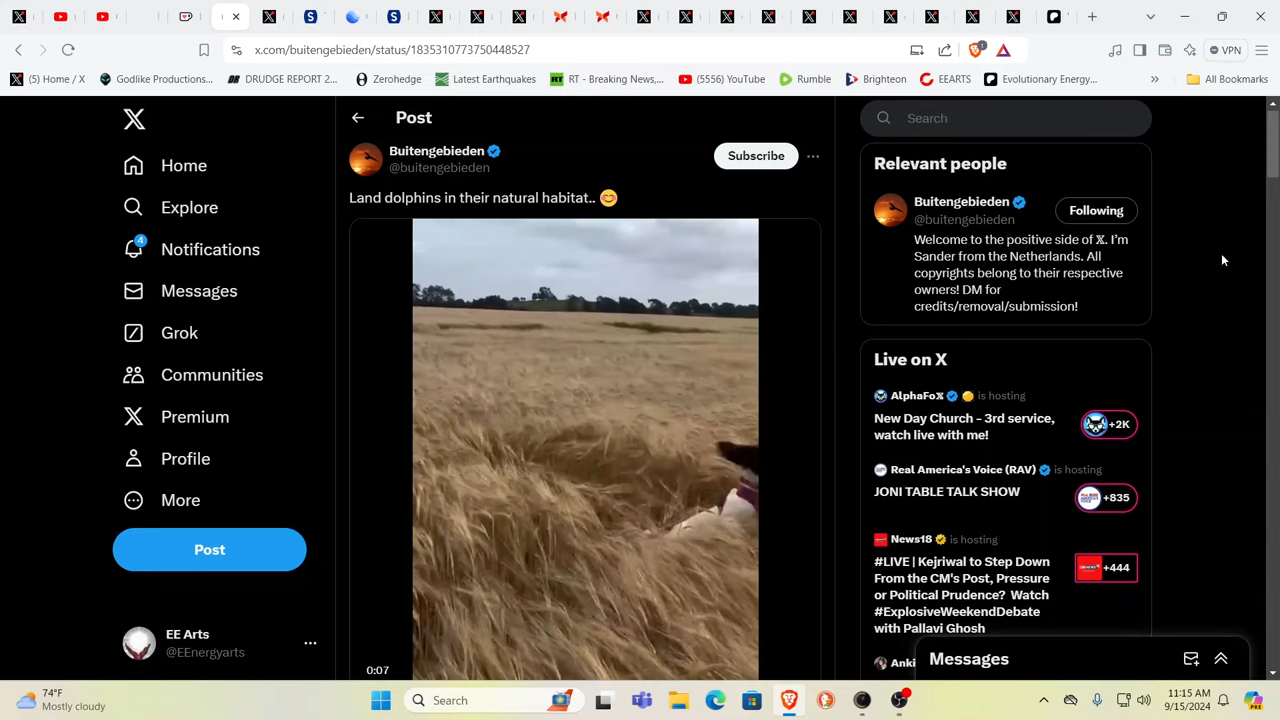 x.com/buitengebieden/status/1835310773750448527
VPN
(5) Home / X
Godlike Productions...
DRUDGE REPORT 2...
Zerohedge
Latest Earthquakes
RT - Breaking News,...
(5556) YouTube
Rumble
Brighteon
EEARTS
Evolutionary Energy...
All Bookmarks
Home
Explore
4
Notifications
Messages
Grok
Communities
Premium
Profile
More
Post
EE Arts
@EEnergyarts
Post
Buitengebieden
@buitengebieden
Subscribe
Land dolphins in their natural habitat.. 😊
0:07
Search
Relevant people
Buitengebieden
@buitengebieden
Following
Welcome to the positive side of 𝕏. I'm
Sander from the Netherlands. All
copyrights belong to their respective
owners! DM for
credits/removal/submission!
Live on X
AlphaFoX is hosting
New Day Church - 3rd service,
watch live with me!
+2K
Real America's Voice (RAV) is hosting
JONI TABLE TALK SHOW
+835
News18 is hosting
#LIVE | Kejriwal to Step Down
From the CM's Post, Pressure
or Political Prudence? Watch
#ExplosiveWeekendDebate
with Pallavi Ghosh
+444
Anki
Messages
74°F
Mostly cloudy
Search
11:15 AM
9/15/2024
PRE